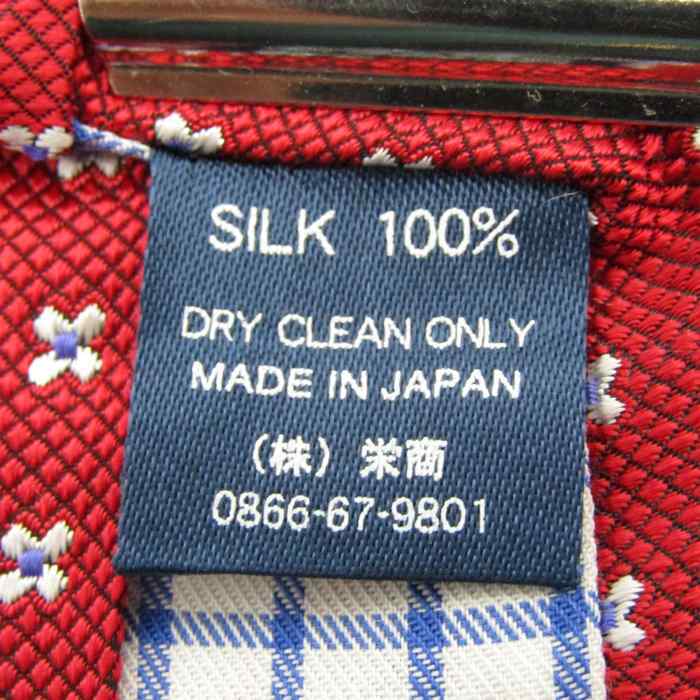 SILK 100%
DRY CLEAN ONLY
MADE IN JAPAN
(株) 栄商
0866-67-9801